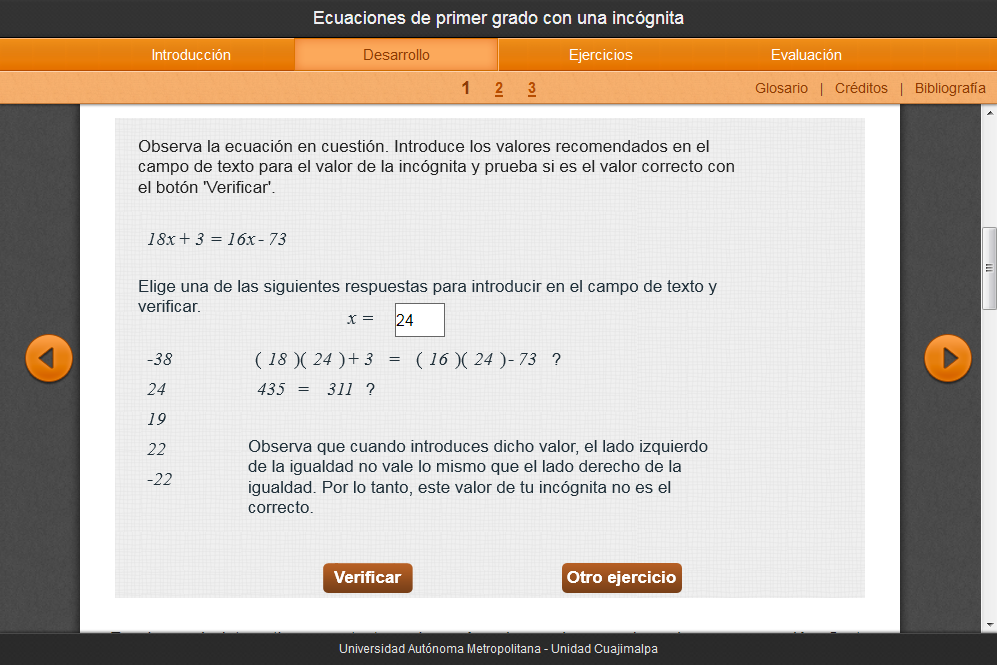 Ecuaciones de primer grado con una incógnita
Introducción Desarrollo Ejercicios Evaluación
1 2 3 Glosario | Créditos | Bibliografía
Observa la ecuación en cuestión. Introduce los valores recomendados en el
campo de texto para el valor de la incógnita y prueba si es el valor correcto con
el botón 'Verificar'.
18x + 3 = 16x - 73
Elige una de las siguientes respuestas para introducir en el campo de texto y
verificar.
x = 24
-38 ( 18 )( 24 ) + 3 = ( 16 )( 24 ) - 73 ?
24 435 = 311 ?
19
22
-22
Observa que cuando introduces dicho valor, el lado izquierdo
de la igualdad no vale lo mismo que el lado derecho de la
igualdad. Por lo tanto, este valor de tu incógnita no es el
correcto.
Verificar Otro ejercicio
Universidad Autónoma Metropolitana - Unidad Cuajimalpa